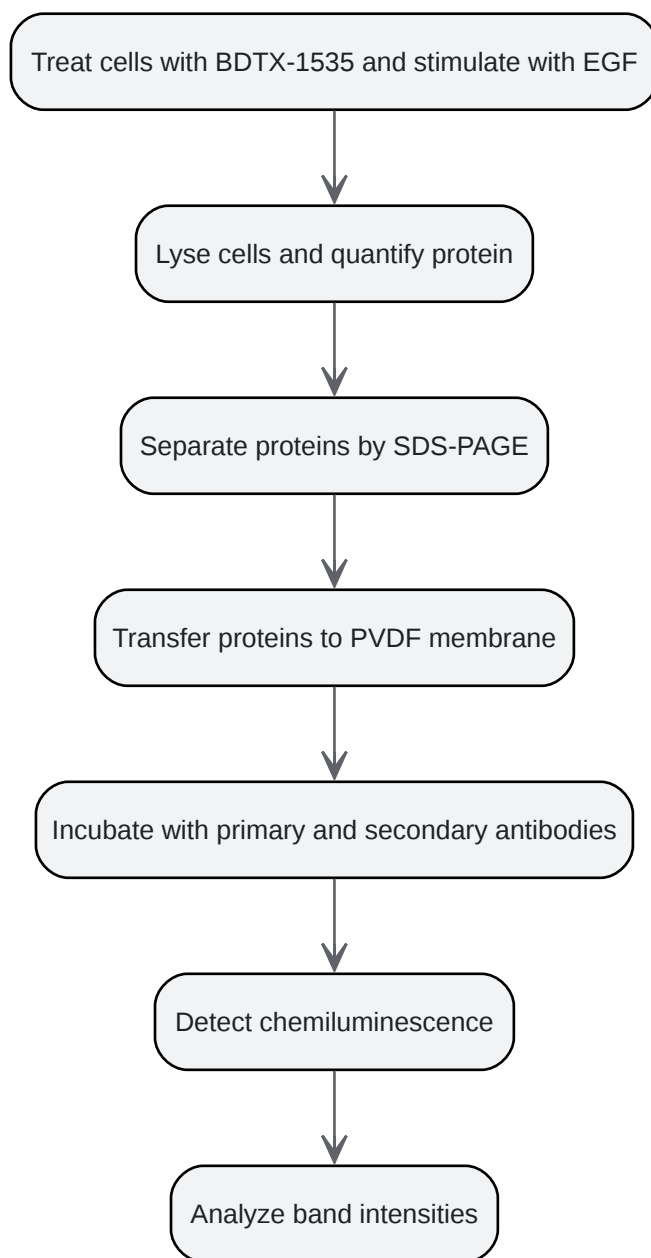 Treat cells with BDTX-1535 and stimulate with EGF
Lyse cells and quantify protein
Separate proteins by SDS-PAGE
Transfer proteins to PVDF membrane
Incubate with primary and secondary antibodies
Detect chemiluminescence
Analyze band intensities